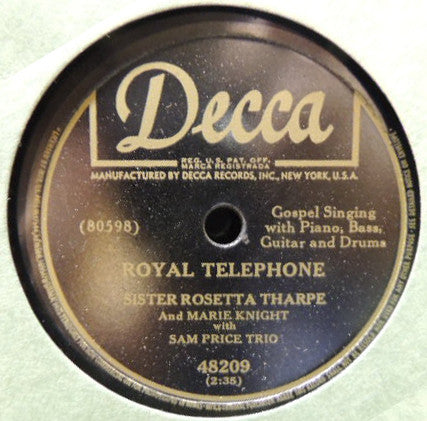 Decca
REG. U.S. PAT. OFF.
MARCA REGISTRADA
MANUFACTURED BY DECCA RECORDS, INC., NEW YORK, U.S.A.
(80598)
Gospel Singing
with Piano, Bass,
Guitar and Drums
ROYAL TELEPHONE
SISTER ROSETTA THARPE
And MARIE KNIGHT
with
SAM PRICE TRIO
48209
(2:35)